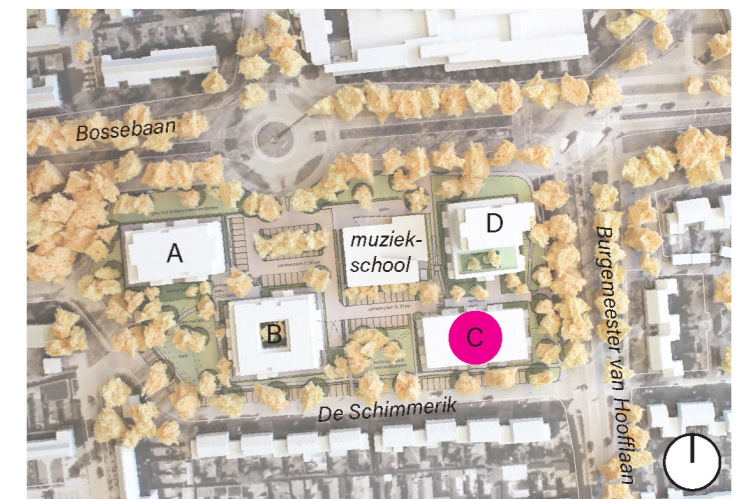 Bossebaan
A
muziek-
school
D
B
C
De Schimmerik
Burgemeester van Hoofflaan